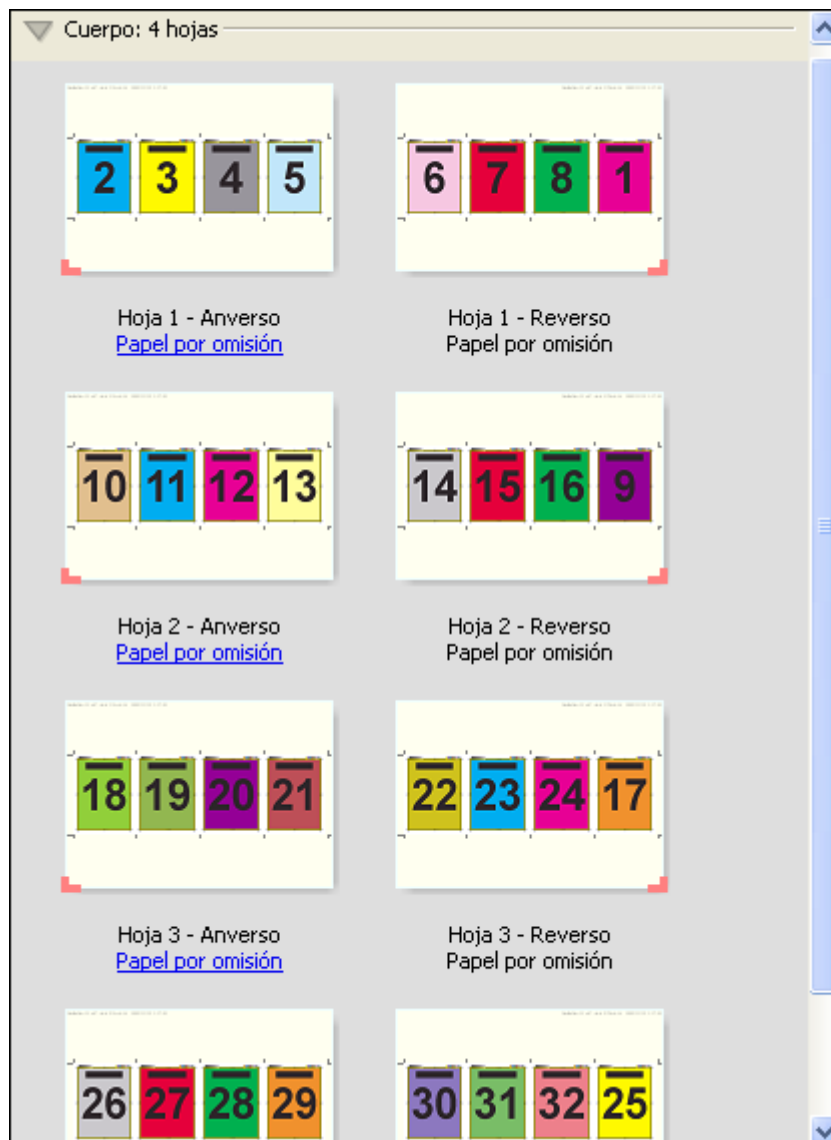 Cuerpo: 4 hojas
2 3 4 5
6 7 8 1
Hoja 1 - Anverso
Papel por omisión
Hoja 1 - Reverso
Papel por omisión
10 11 12 13
14 15 16 9
Hoja 2 - Anverso
Papel por omisión
Hoja 2 - Reverso
Papel por omisión
18 19 20 21
22 23 24 17
Hoja 3 - Anverso
Papel por omisión
Hoja 3 - Reverso
Papel por omisión
26 27 28 29
30 31 32 25